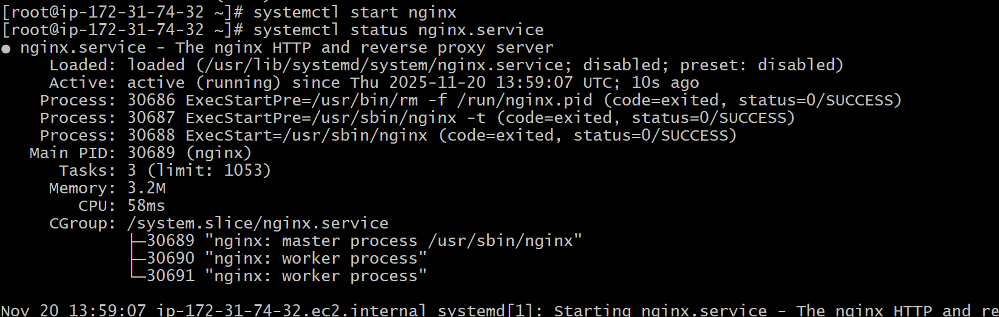 [root@ip-172-31-74-32 ~]# systemctl start nginx
[root@ip-172-31-74-32 ~]# systemctl status nginx.service
● nginx.service - The nginx HTTP and reverse proxy server
     Loaded: loaded (/usr/lib/systemd/system/nginx.service; disabled; preset: disabled)
     Active: active (running) since Thu 2025-11-20 13:59:07 UTC; 10s ago
    Process: 30686 ExecStartPre=/usr/bin/rm -f /run/nginx.pid (code=exited, status=0/SUCCESS)
    Process: 30687 ExecStartPre=/usr/sbin/nginx -t (code=exited, status=0/SUCCESS)
    Process: 30688 ExecStart=/usr/sbin/nginx (code=exited, status=0/SUCCESS)
   Main PID: 30689 (nginx)
      Tasks: 3 (limit: 1053)
     Memory: 3.2M
        CPU: 58ms
     CGroup: /system.slice/nginx.service
             ├─30689 "nginx: master process /usr/sbin/nginx"
             ├─30690 "nginx: worker process"
             └─30691 "nginx: worker process"
Nov 20 13:59:07 ip-172-31-74-32.ec2.internal systemd[1]: Starting nginx.service - The nginx HTTP and re